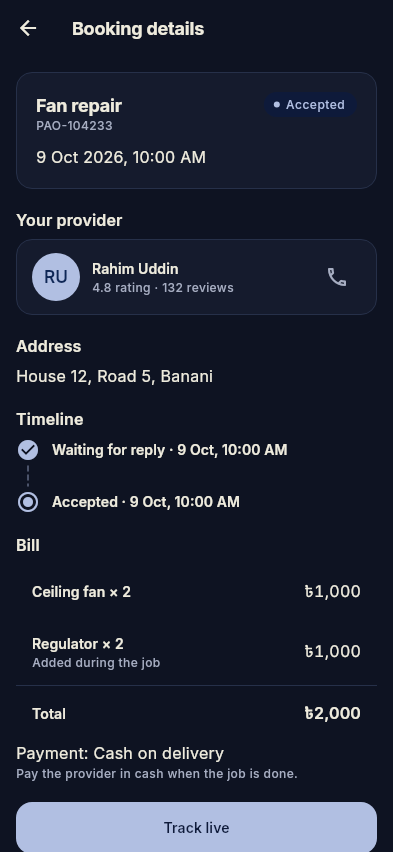 Booking details
Fan repair
Accepted
PAO-104233
9 Oct 2026, 10:00 AM
Your provider
RU
Rahim Uddin
4.8 rating · 132 reviews
Address
House 12, Road 5, Banani
Timeline
Waiting for reply · 9 Oct, 10:00 AM
Accepted · 9 Oct, 10:00 AM
Bill
Ceiling fan × 2 ৳1,000
Regulator × 2 ৳1,000
Added during the job
Total ৳2,000
Payment: Cash on delivery
Pay the provider in cash when the job is done.
Track live